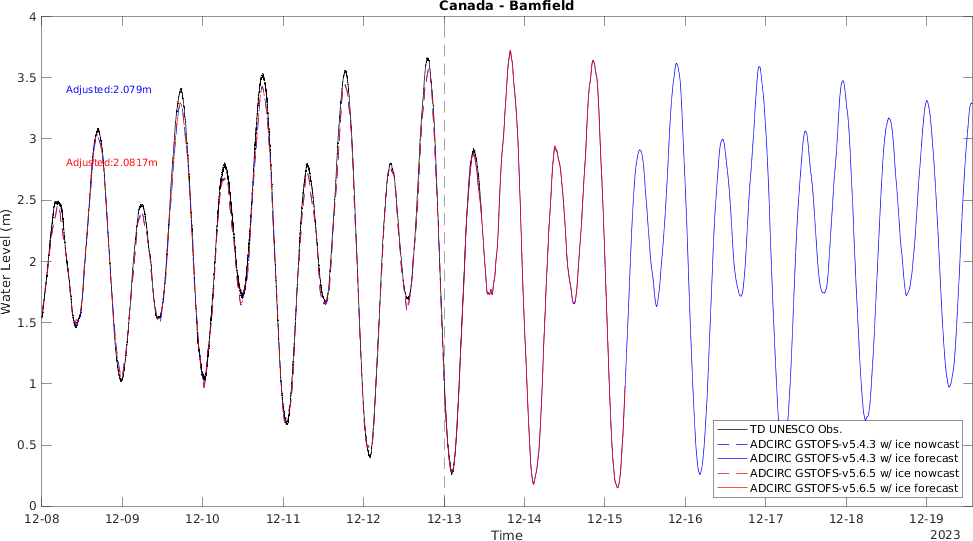 Canada - Bamfield
4
3.5
3
2.5
2
1.5
1
0.5
0
Water Level (m)
Adjusted:2.079m
Adjusted:2.0817m
TD UNESCO Obs.
ADCIRC GSTOFS-v5.4.3 w/ ice nowcast
ADCIRC GSTOFS-v5.4.3 w/ ice forecast
ADCIRC GSTOFS-v5.6.5 w/ ice nowcast
ADCIRC GSTOFS-v5.6.5 w/ ice forecast
12-08 12-09 12-10 12-11 12-12 12-13 12-14 12-15 12-16 12-17 12-18 12-19
Time
2023